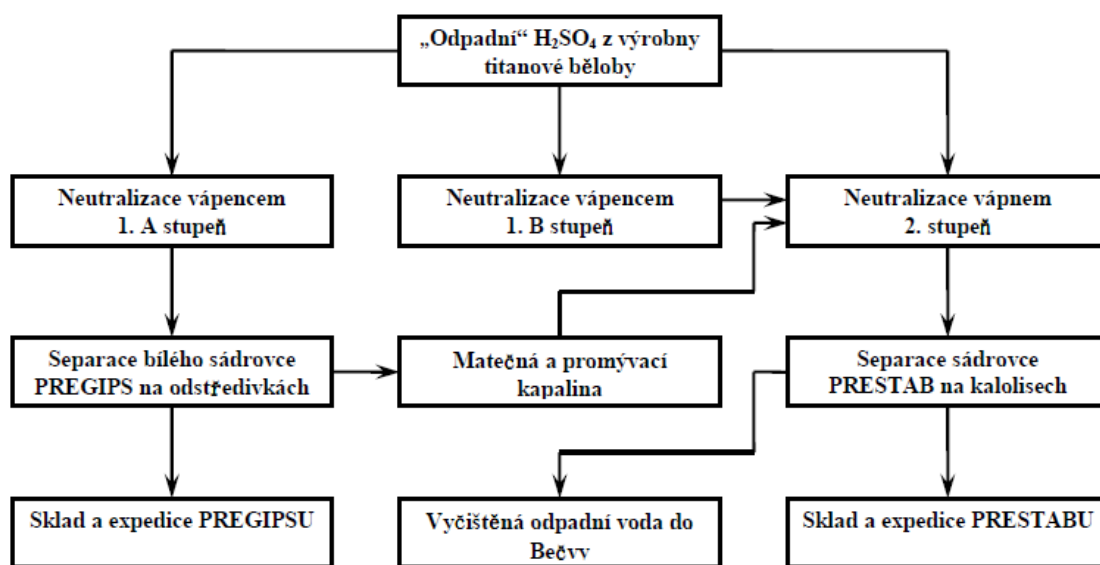 „Odpadní“ H₂SO₄ z výrobny
titanové běloby
Neutralizace vápencem
1. A stupeň
Neutralizace vápencem
1. B stupeň
Neutralizace vápnem
2. stupeň
Separace bílého sádrovce
PREGIPS na odstředivkách
Matečná a promývací
kapalina
Separace sádrovce
PRESTAB na kalolisech
Sklad a expedice PREGIPSU
Vyčištěná odpadní voda do
Bečvy
Sklad a expedice PRESTABU